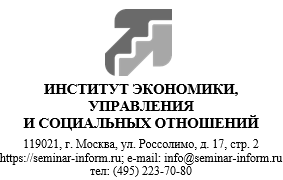 ИНСТИТУТ ЭКОНОМИКИ,
УПРАВЛЕНИЯ
И СОЦИАЛЬНЫХ ОТНОШЕНИЙ
119021, г. Москва, ул. Россолимо, д. 17, стр. 2
https://seminar-inform.ru; e-mail: info@seminar-inform.ru
тел: (495) 223-70-80